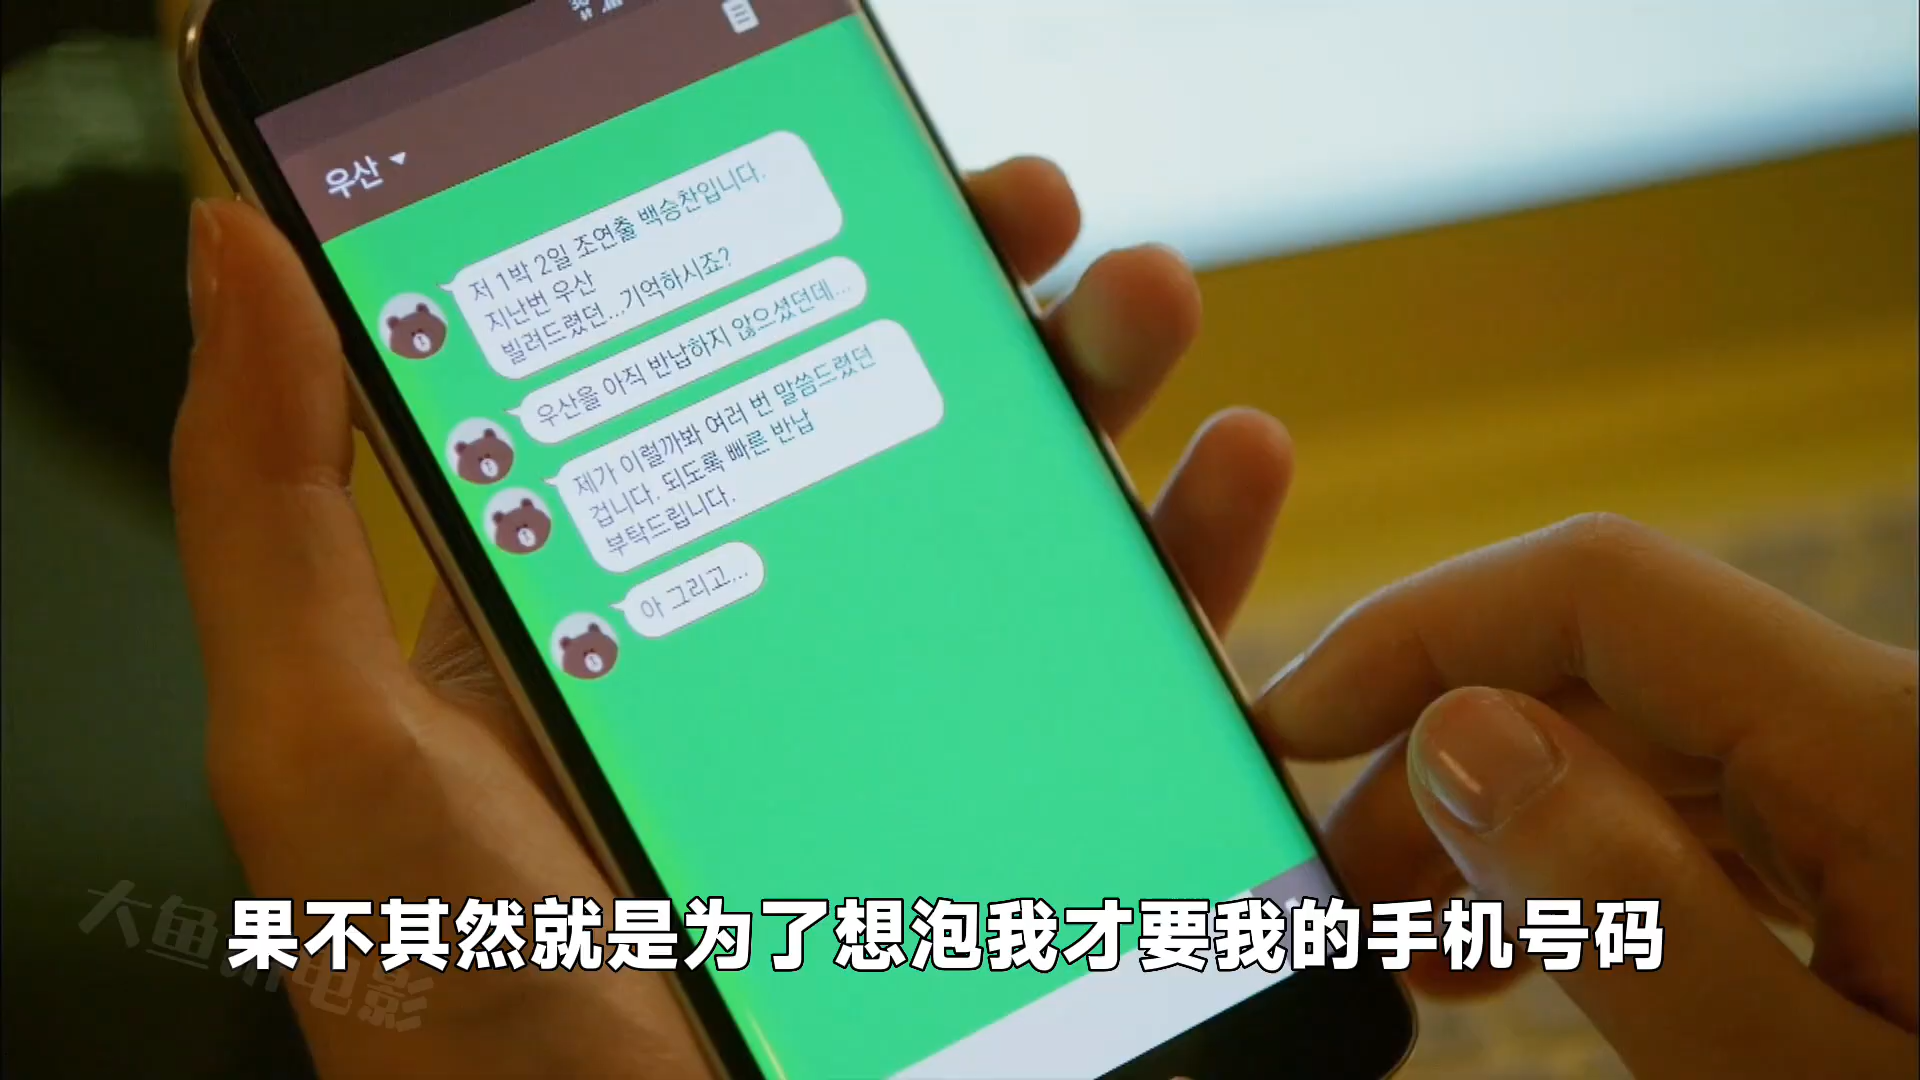 우산
저 1박 2일 조연출 백승찬입니다.
지난번 우산
빌려드렸던...기억하시죠?
우산을 아직 반납하지 않으셨던데...
제가 이럴까봐 여러 번 말씀드렸던
겁니다. 되도록 빠른 반납
부탁드립니다.
아 그리고...
果不其然就是为了想泡我才要我的手机号码